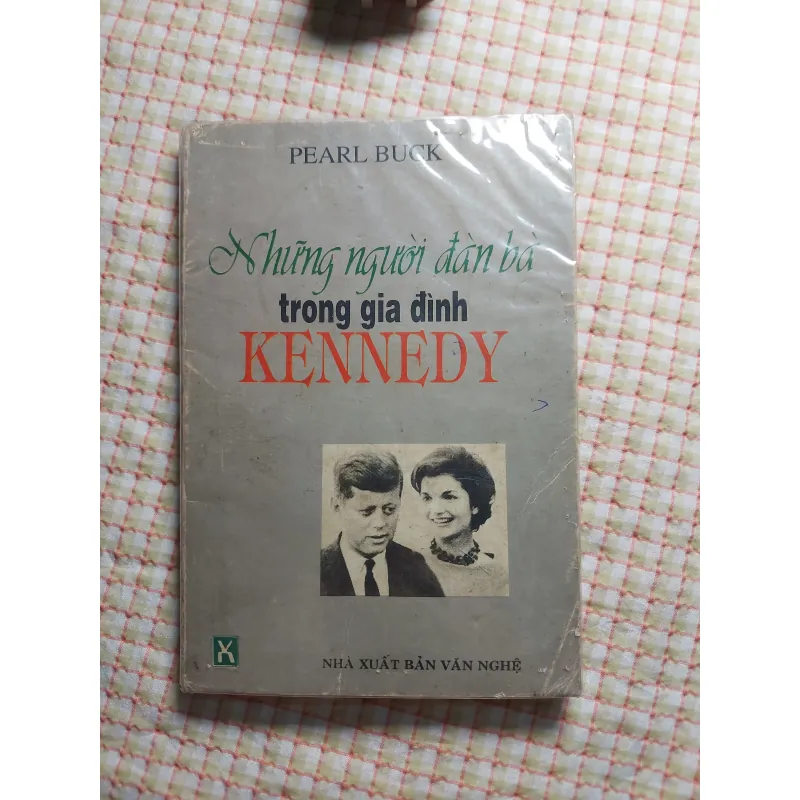 PEARL BUCK
Những người đàn bà
trong gia đình
KENNEDY
NHÀ XUẤT BẢN VĂN NGHỆ